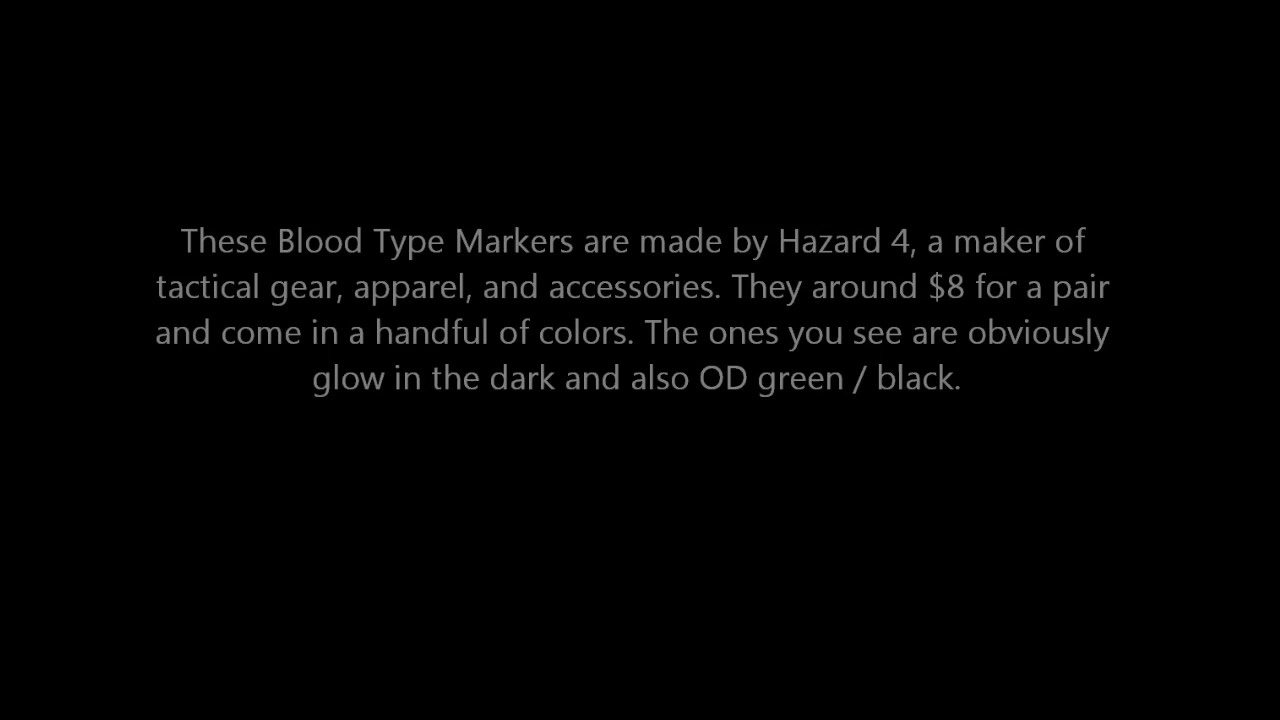 These Blood Type Markers are made by Hazard 4, a maker of
tactical gear, apparel, and accessories. They around $8 for a pair
and come in a handful of colors. The ones you see are obviously
glow in the dark and also OD green / black.